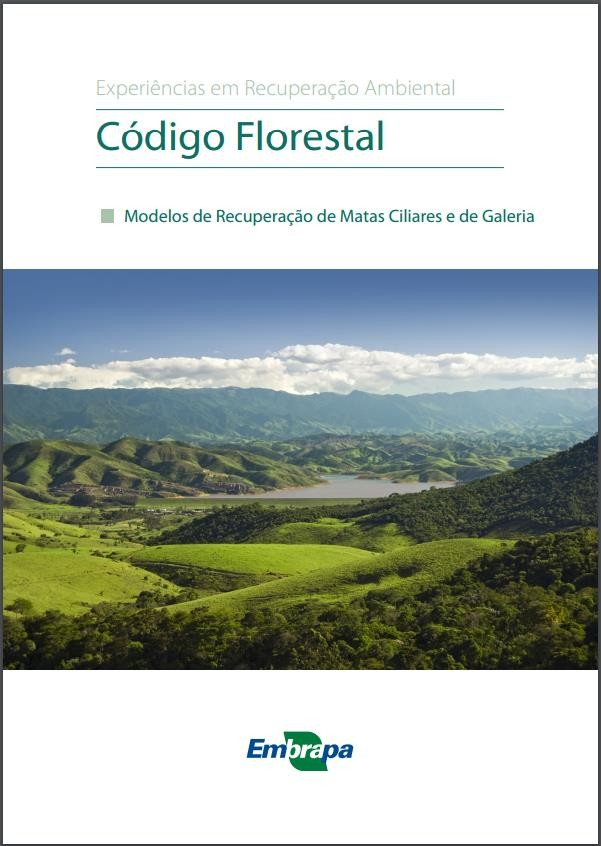 Experiências em Recuperação Ambiental
Código Florestal
Modelos de Recuperação de Matas Ciliares e de Galeria
Embrapa